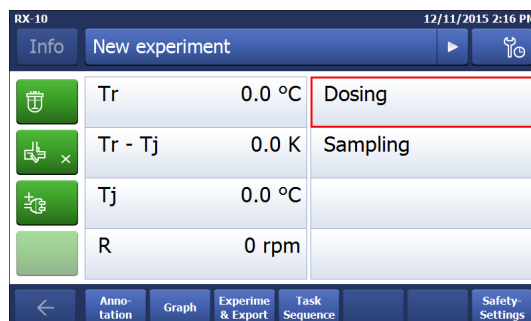 RX-10 12/11/2015 2:16 PM
Info New experiment
Tr 0.0 °C Dosing
Tr - Tj 0.0 K Sampling
Tj 0.0 °C
R 0 rpm
Anno- Graph Experime Task Safety-
tation & Export Sequence Settings